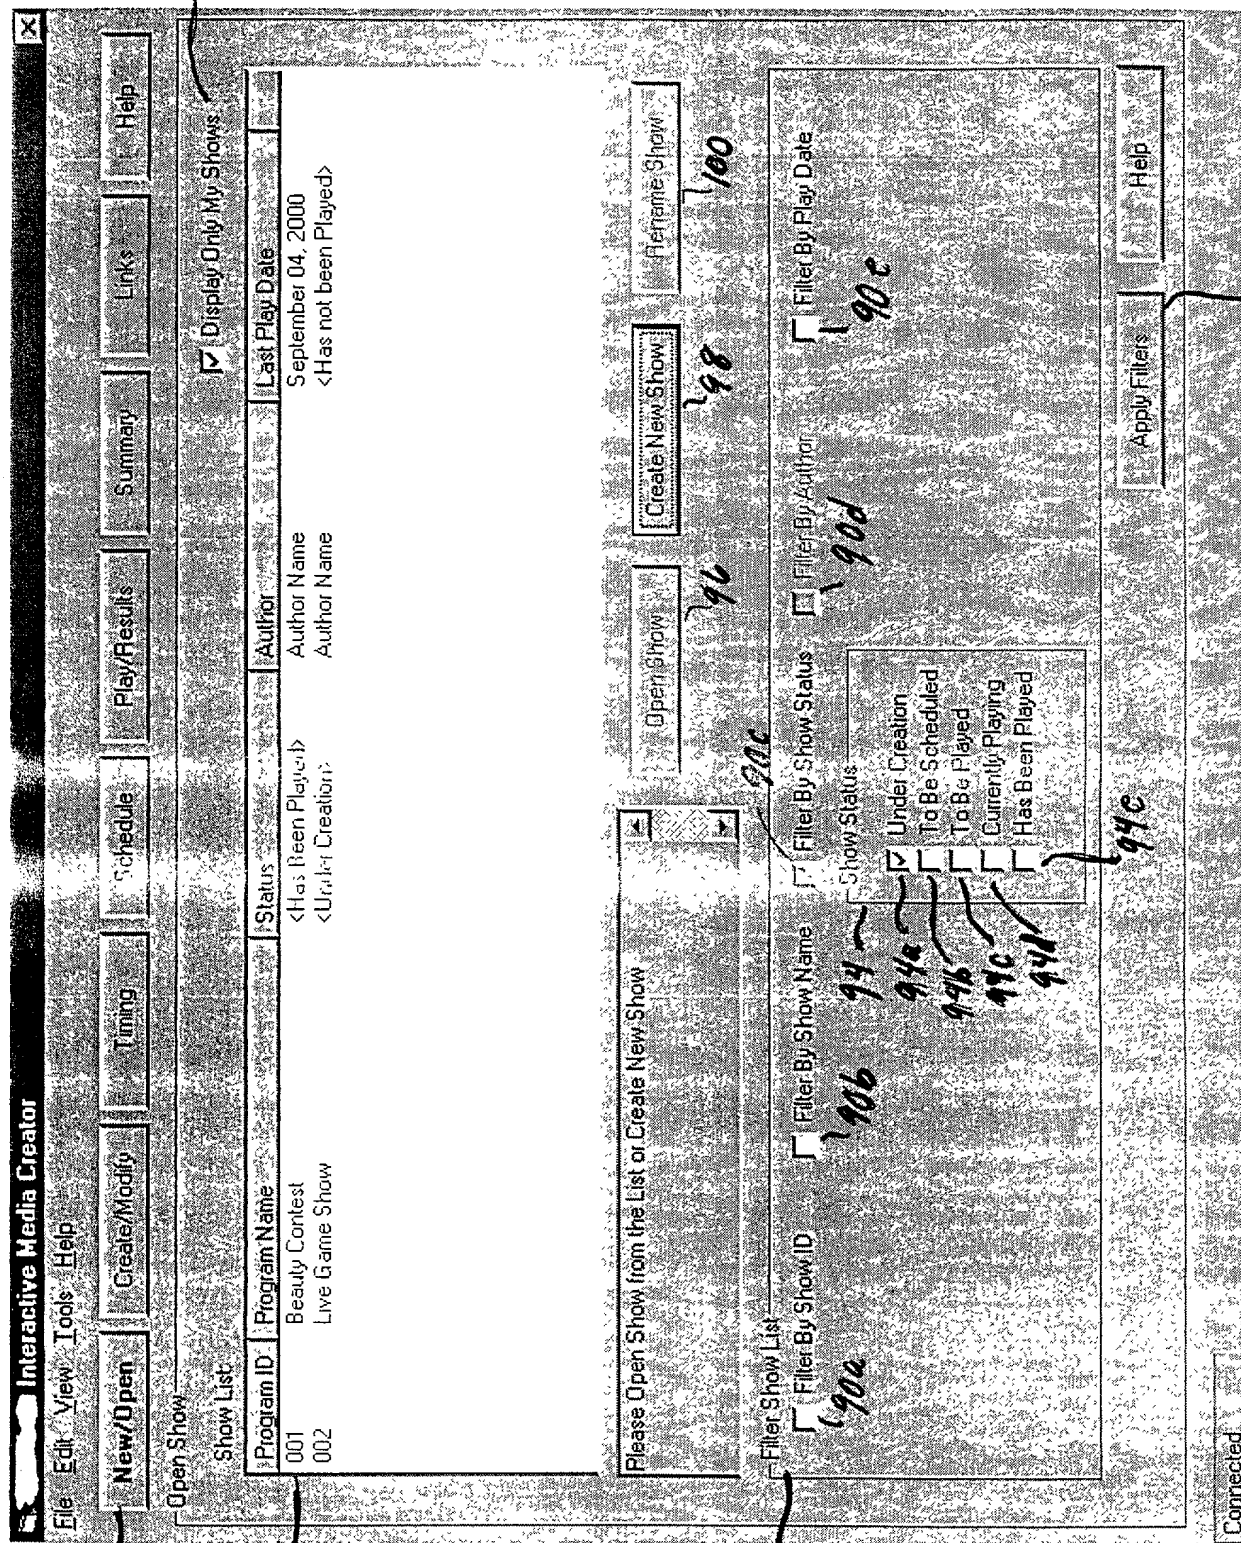 Interactive Media Creator
File Edit View Tools Help
New/Open Create/Modify Timing Schedule Play/Results Summary Links Help
Open Show
Show List
Display Only My Shows
Program ID Program Name Status Author Last Play Date
001 Beauty Contest <Has Been Played> Author Name September 04, 2000
002 Live Game Show <Under Creation> Author Name <Has not been Played>
Please Open Show from the List or Create New Show
Open Show Create New Show Rename Show
96 98 100
Filter Show List
90c
Filter By Show ID Filter By Show Name Filter By Show Status Filter By Author Filter By Play Date
90a 90b 90d 90e
Show Status
94
94a Under Creation
94b To Be Scheduled
94c To Be Played
94d Currently Playing
Has Been Played
94e
Apply Filters Help
Connected